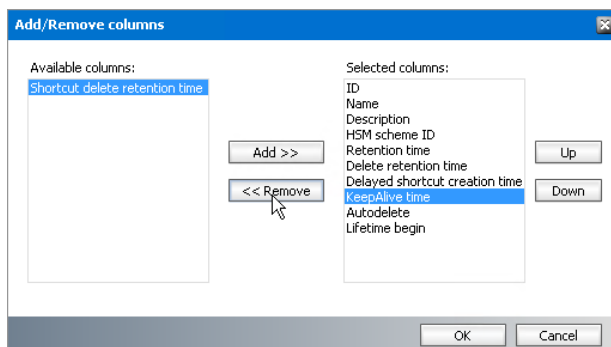 Add/Remove columns
Available columns:
Shortcut delete retention time
Add >>
<< Remove
Selected columns:
ID
Name
Description
HSM scheme ID
Retention time
Delete retention time
Delayed shortcut creation time
KeepAlive time
Autodelete
Lifetime begin
Up
Down
OK
Cancel